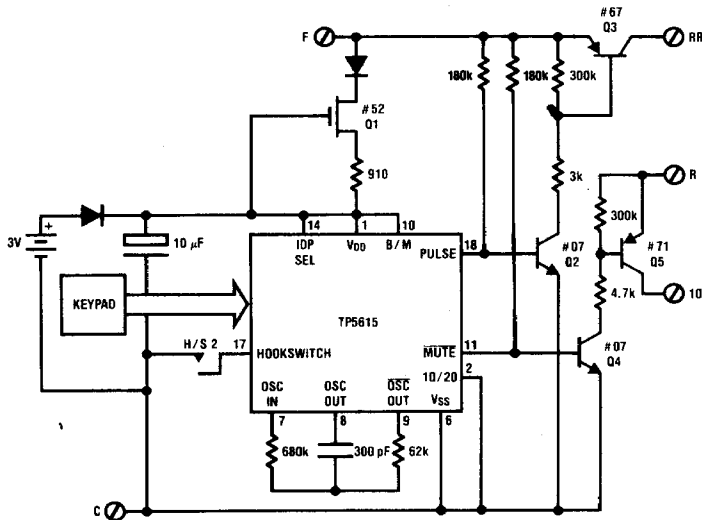 #67
Q3
F
RR
180k
180k
300k
#52
Q1
910
3k
R
3V
+
10 μF
14
1
10
IDP
SEL
VDD
B/M
PULSE
18
#07
Q2
300k
#71
Q5
KEYPAD
TP5615
4.7k
10
H/S 2
17
HOOKSWITCH
MUTE
11
#07
Q4
10/20
2
OSC
IN
OSC
OUT
OSC
OUT
VSS
7
8
9
6
680k
300 pF
62k
C